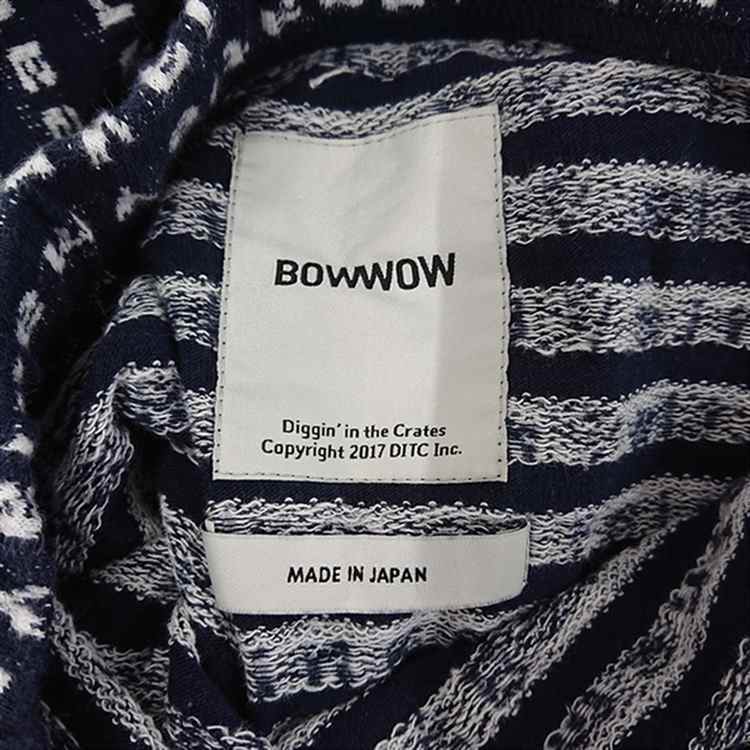 BOWWOW
Diggin' in the Crates
Copyright 2017 DITC Inc.
MADE IN JAPAN